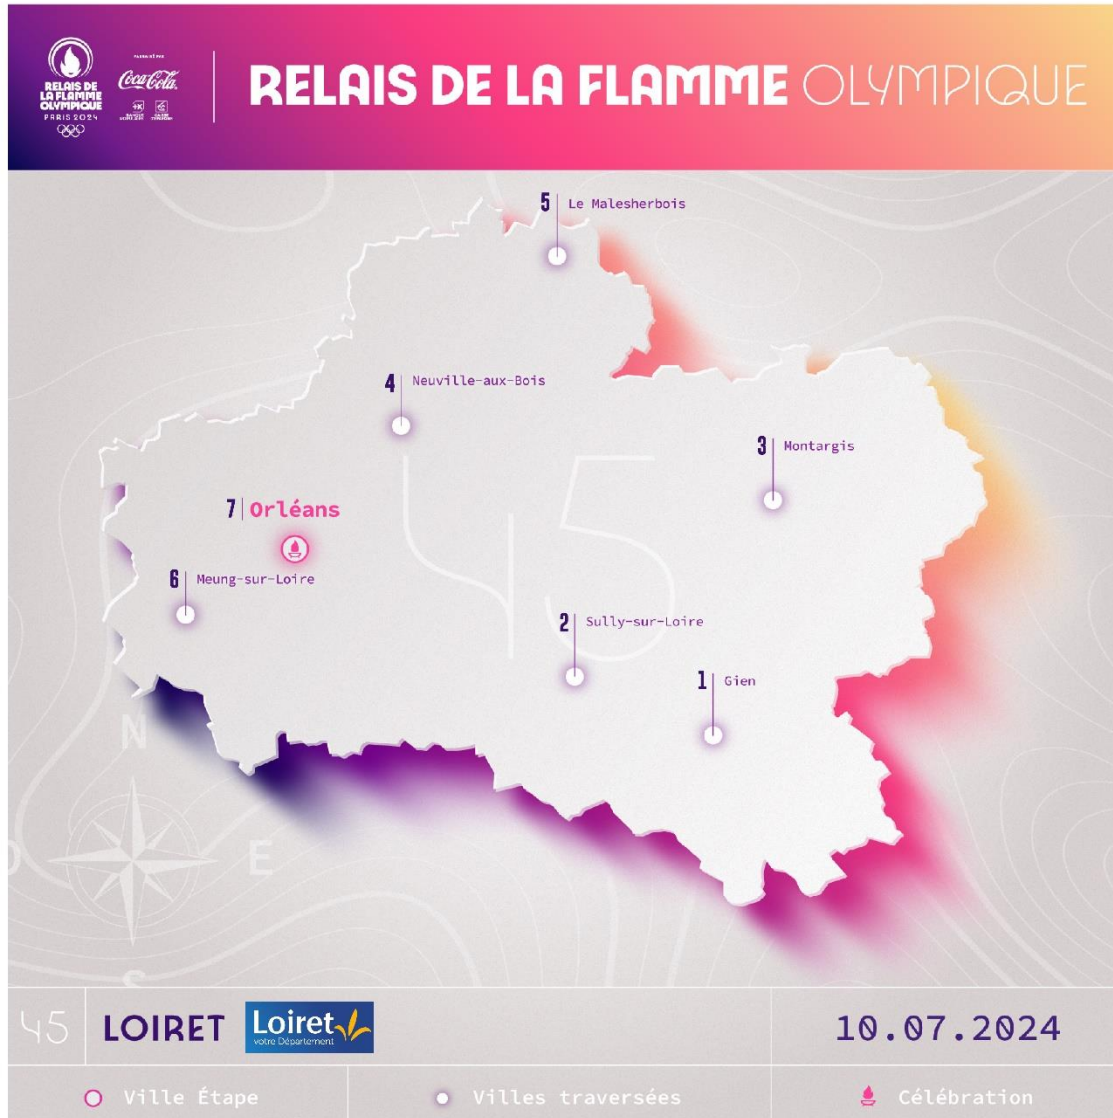 RELAIS DE
LA FLAMME
OLYMPIQUE
PARIS 2024
Coca-Cola
RELAIS DE LA FLAMME OLYMPIQUE
5 Le Malesherbois
4 Neuville-aux-Bois
3 Montargis
7 Orléans
6 Meung-sur-Loire
2 Sully-sur-Loire
1 Gien
45
N
O E
S
45 LOIRET Loiret
votre Département
10.07.2024
Ville Étape Villes traversées Célébration